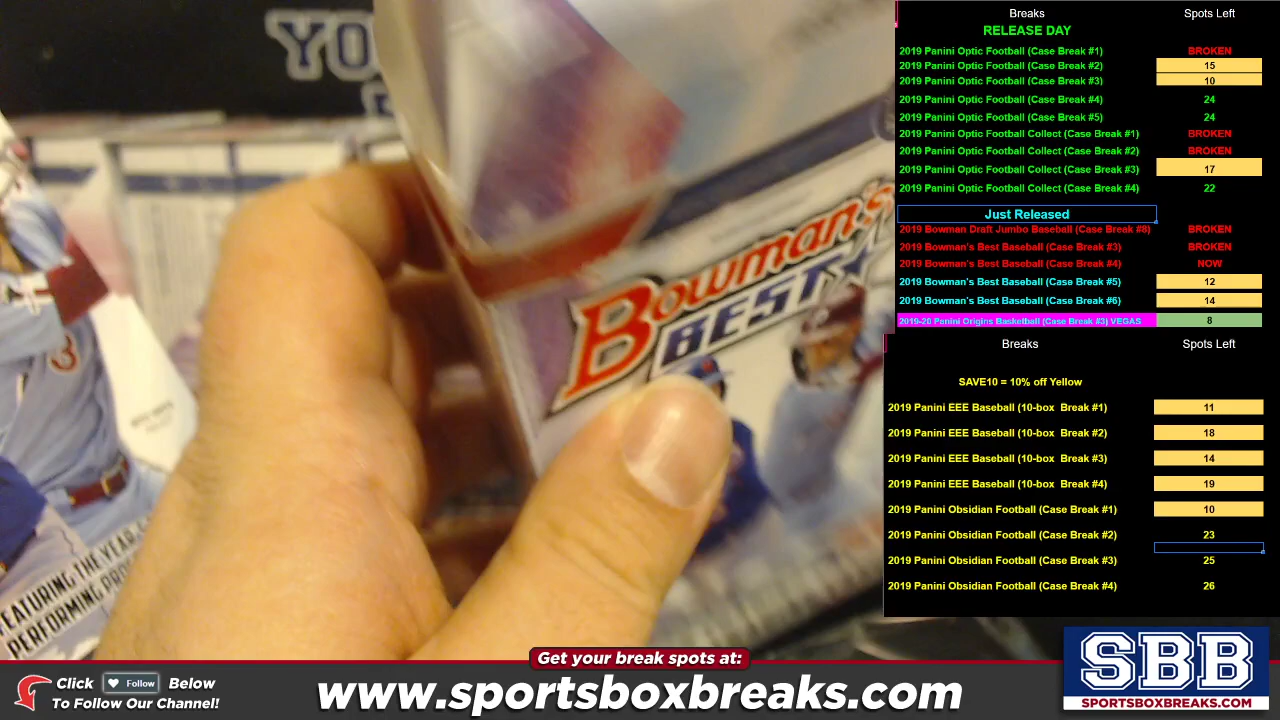 Bowman's
BEST
FEATURING THE YEAR
PERFORMING
3
Breaks Spots Left
RELEASE DAY
2019 Panini Optic Football (Case Break #1) BROKEN
2019 Panini Optic Football (Case Break #2) 15
2019 Panini Optic Football (Case Break #3) 10
2019 Panini Optic Football (Case Break #4) 24
2019 Panini Optic Football (Case Break #5) 24
2019 Panini Optic Football Collect (Case Break #1) BROKEN
2019 Panini Optic Football Collect (Case Break #2) BROKEN
2019 Panini Optic Football Collect (Case Break #3) 17
2019 Panini Optic Football Collect (Case Break #4) 22
Just Released
2019 Bowman Draft Jumbo Baseball (Case Break #8) BROKEN
2019 Bowman's Best Baseball (Case Break #3) BROKEN
2019 Bowman's Best Baseball (Case Break #4) NOW
2019 Bowman's Best Baseball (Case Break #5) 12
2019 Bowman's Best Baseball (Case Break #6) 14
2019-20 Panini Origins Basketball (Case Break #3) VEGAS 8
Breaks Spots Left
SAVE10 = 10% off Yellow
2019 Panini EEE Baseball (10-box Break #1) 11
2019 Panini EEE Baseball (10-box Break #2) 18
2019 Panini EEE Baseball (10-box Break #3) 14
2019 Panini EEE Baseball (10-box Break #4) 19
2019 Panini Obsidian Football (Case Break #1) 10
2019 Panini Obsidian Football (Case Break #2) 23
2019 Panini Obsidian Football (Case Break #3) 25
2019 Panini Obsidian Football (Case Break #4) 26
Get your break spots at:
Click Follow Below
To Follow Our Channel!
www.sportsboxbreaks.com
SBB
SPORTSBOXBREAKS.COM